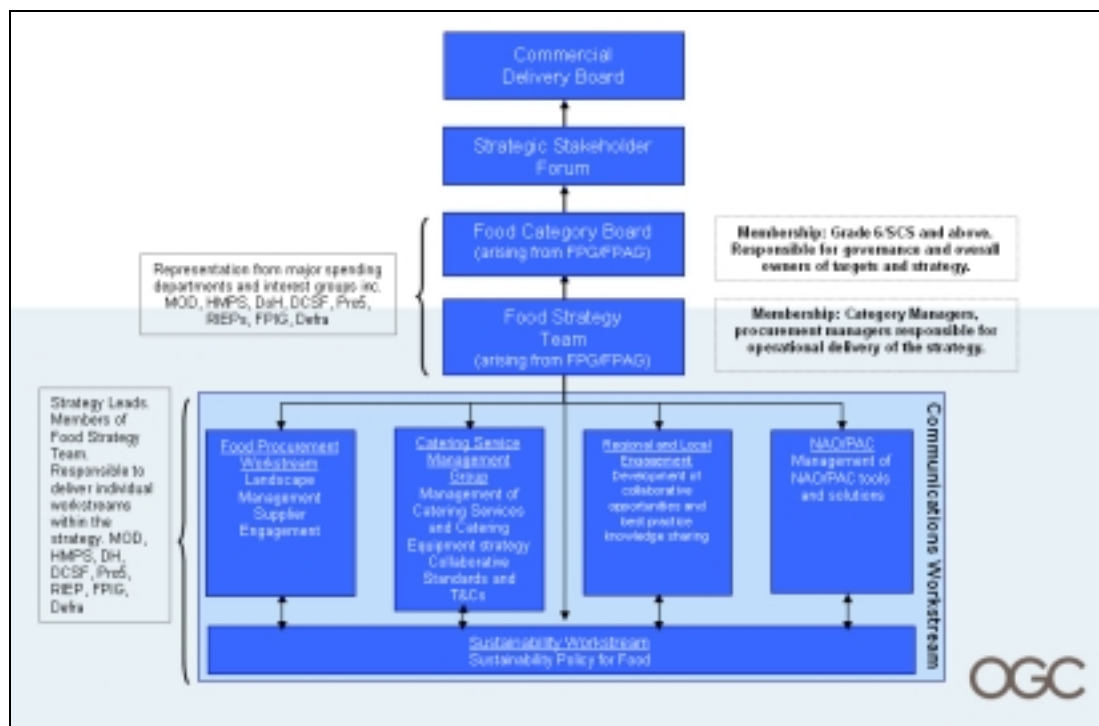 Commercial
Delivery Board
Strategic Stakeholder
Forum
Food Category Board
(arising from FPG/FPAG)
Membership: Grade 6/SCS and above.
Responsible for governance and overall
owners of targets and strategy.
Representation from major spending
departments and interest groups inc.
MOD, HMPS, DoH, DCSF, Pro5,
RIEPs, FPIG, Defra
Food Strategy
Team
(arising from FPG/FPAG)
Membership: Category Managers,
procurement managers responsible for
operational delivery of the strategy.
Strategy Leads.
Members of
Food Strategy
Team.
Responsible to
deliver individual
workstreams
within the
strategy. MOD,
HMPS, DH,
DCSF, Pro5,
RIEP, FPIG,
Defra
Food Procurement
Workstream
Landscape
Management
Supplier
Engagement
Catering Service
Management
Group
Management of
Catering Services
and Catering
Equipment strategy
Collaborative
Standards and
T&Cs
Regional and Local
Engagement
Development of
collaborative
opportunities and
best practice
knowledge sharing
NAO/PAC
Management of
NAO/PAC tools
and solutions
Communications Workstream
Sustainability Workstream
Sustainability Policy for Food
OGC